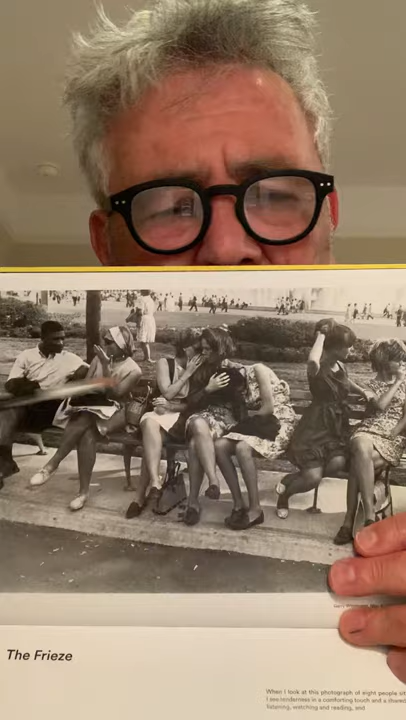 The Frieze
When I look at this photograph of eight people sit
I see tenderness in a comforting touch and a shared
listening, watching and reading, and